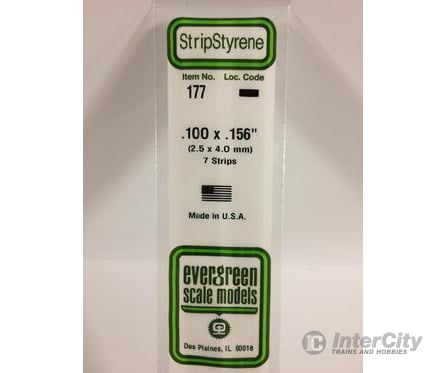 StripStyrene
Item No. Loc. Code
177
.100 x .156"
(2.5 x 4.0 mm)
7 Strips
Made in U.S.A.
evergreen
scale models
Des Plaines, IL 60018
IC InterCity
TRAINS AND HOBBIES